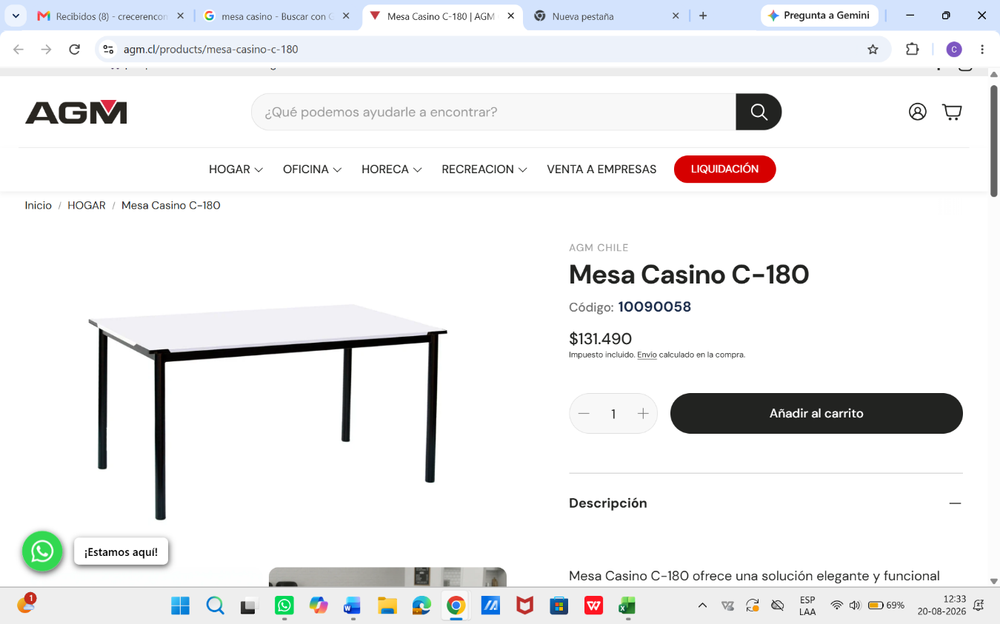 Recibidos (8) - crecerencon
mesa casino - Buscar con G
Mesa Casino C-180 | AGM
Nueva pestaña
Pregunta a Gemini
agm.cl/products/mesa-casino-c-180
C
AGM
¿Qué podemos ayudarle a encontrar?
HOGAR
OFICINA
HORECA
RECREACION
VENTA A EMPRESAS
LIQUIDACIÓN
Inicio / HOGAR / Mesa Casino C-180
AGM CHILE
Mesa Casino C-180
Código: 10090058
$131.490
Impuesto incluido. Envío calculado en la compra.
1
Añadir al carrito
Descripción
¡Estamos aquí!
Mesa Casino C-180 ofrece una solución elegante y funcional
1
ESP
LAA
69%
12:33
20-08-2026